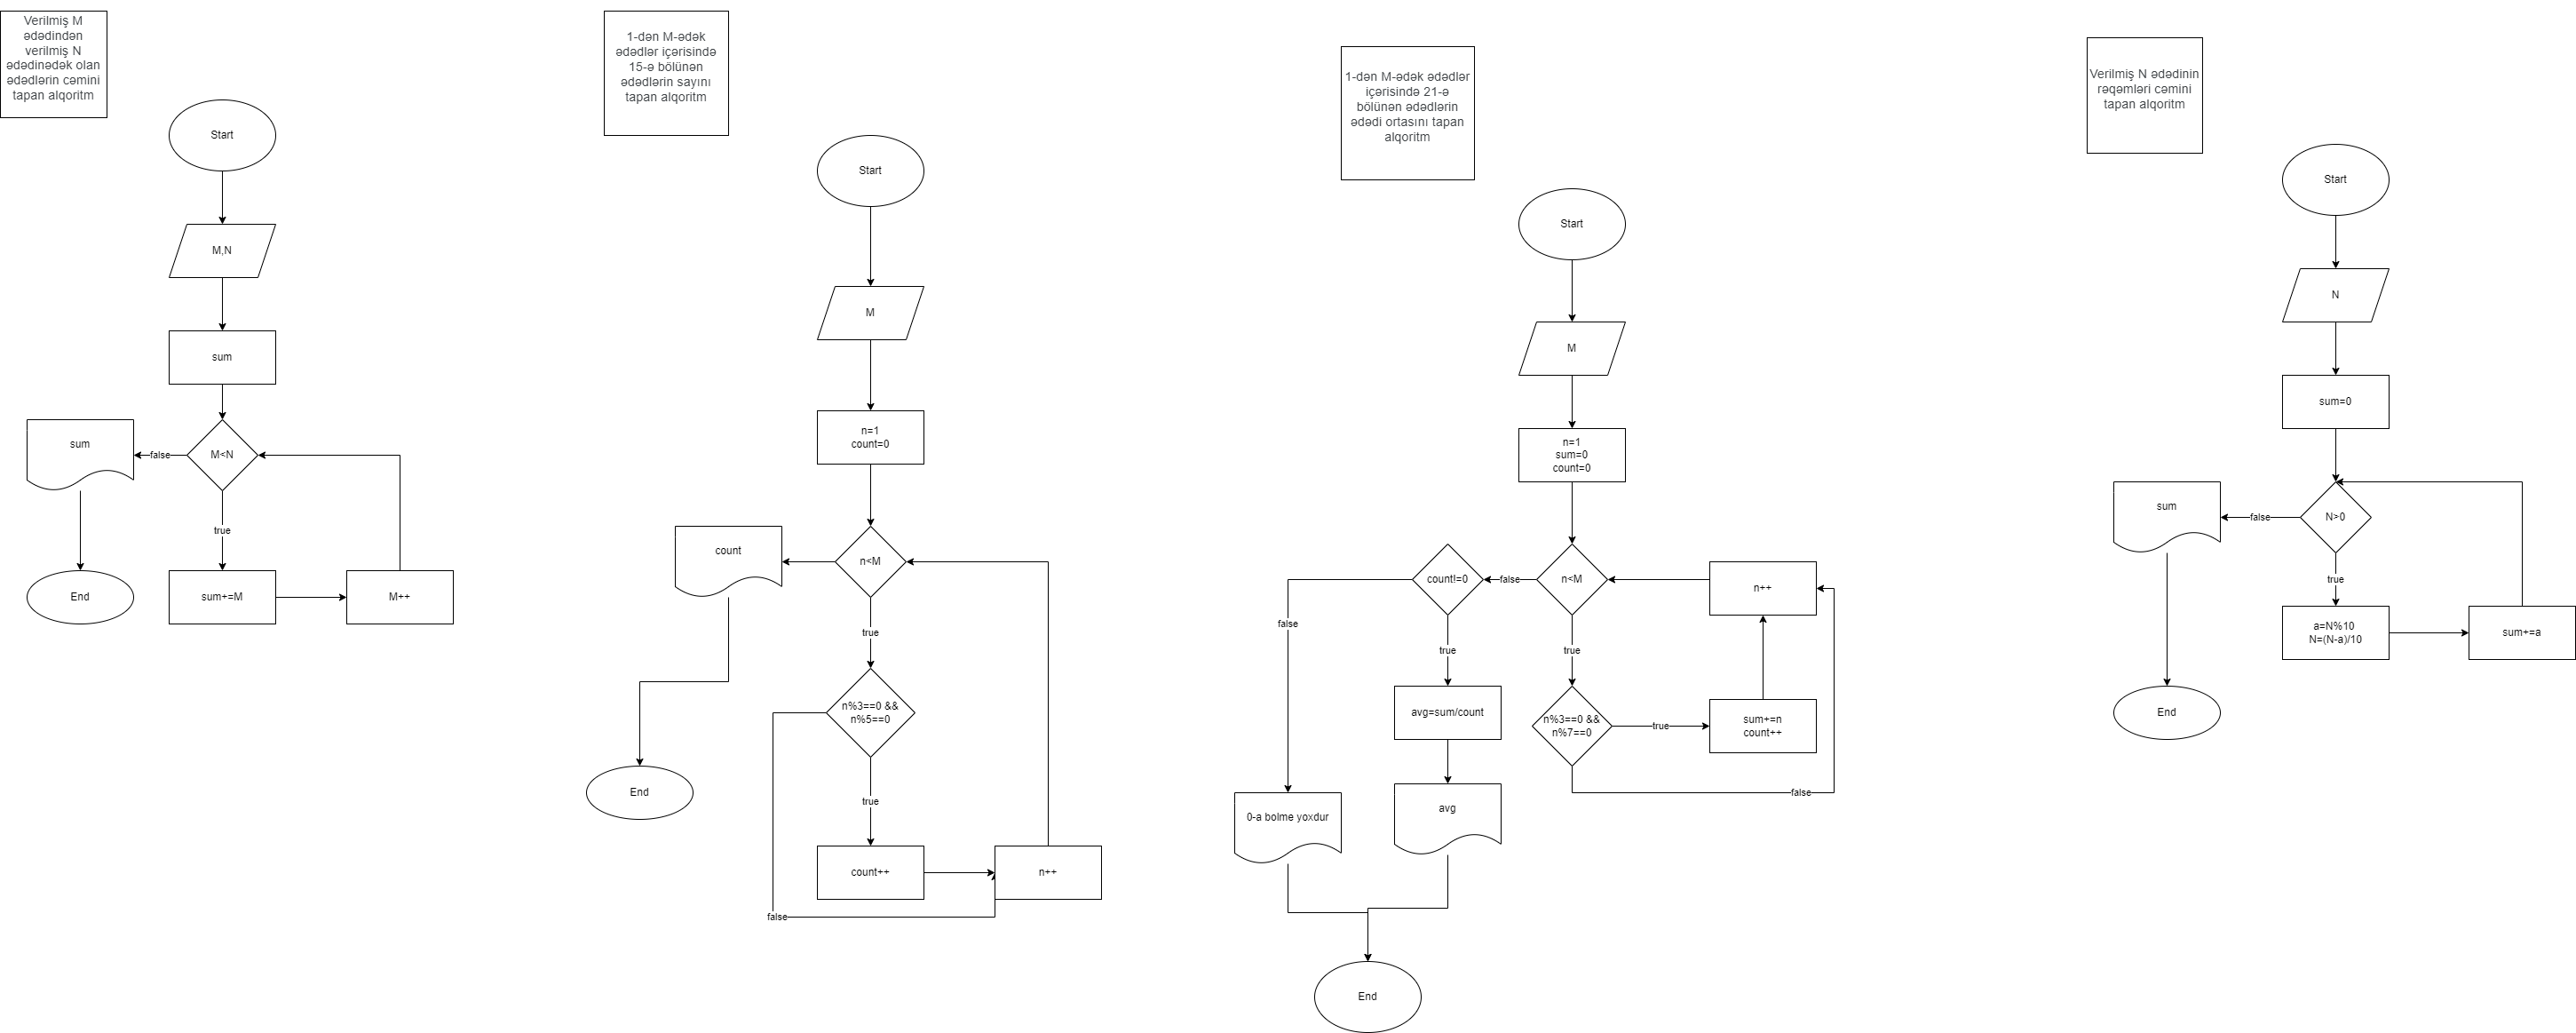 Verilmiş M
ədədindən
verilmiş N
ədədinədək olan
ədədlərin cəmini
tapan alqoritm
Start
M,N
sum
M<N
false
sum
true
End
sum+=M
M++
1-dən M-ədək
ədədlər içərisində
15-ə bölünən
ədədlərin sayını
tapan alqoritm
Start
M
n=1
count=0
n<M
count
true
n%3==0 &&
n%5==0
End
true
count++
n++
false
1-dən M-ədək ədədlər
içərisində 21-ə
bölünən ədədlərin
ədədi ortasını tapan
alqoritm
Start
M
n=1
sum=0
count=0
count!=0
false
n<M
n++
false
true
true
avg=sum/count
n%3==0 &&
n%7==0
true
sum+=n
count++
false
0-a bolme yoxdur
avg
End
Verilmiş N ədədinin
rəqəmləri cəmini
tapan alqoritm
Start
N
sum=0
sum
false
N>0
true
a=N%10
N=(N-a)/10
sum+=a
End